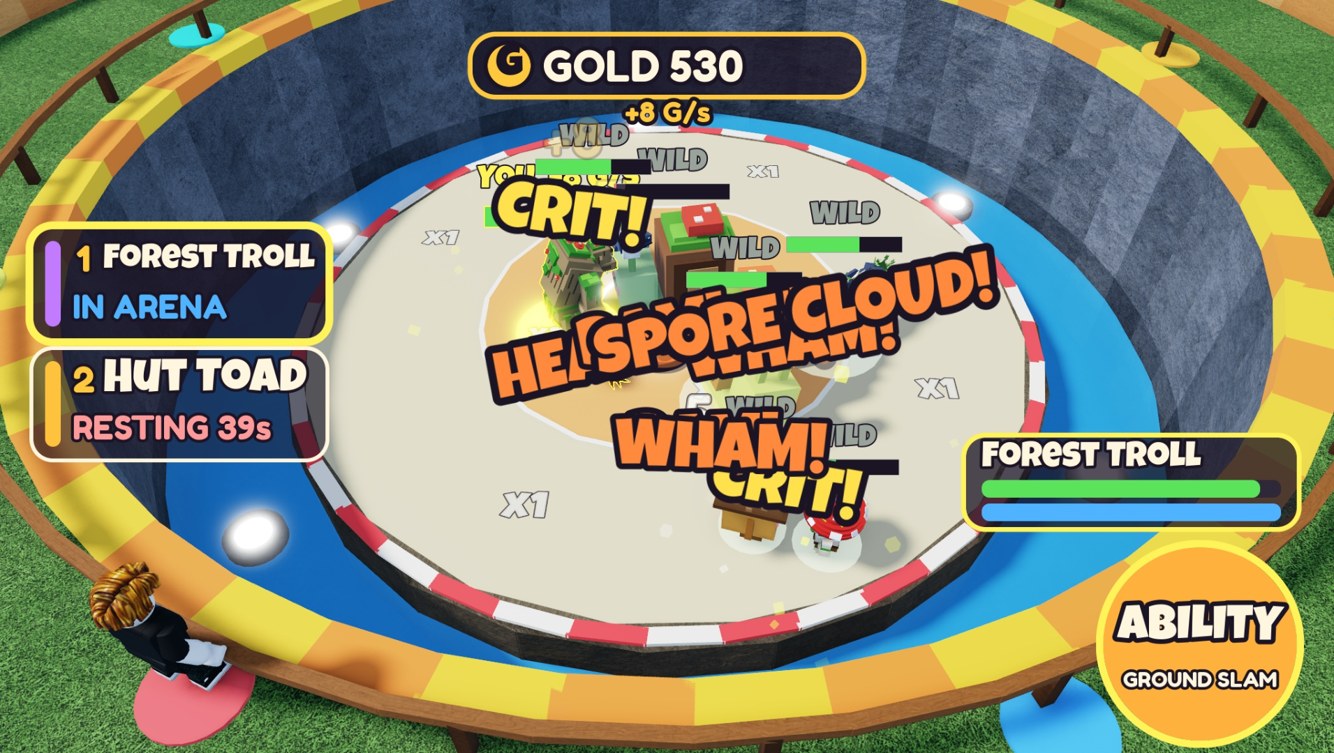 GOLD 530
+8 G/s
WILD
WILD
X1
CRIT!
WILD
X1
WILD
1 FOREST TROLL
IN ARENA
SPORE CLOUD!
WHAM!
2 HUT TOAD
RESTING 39s
X1
WILD
WILD
WHAM!
CRIT!
X1
FOREST TROLL
ABILITY
GROUND SLAM